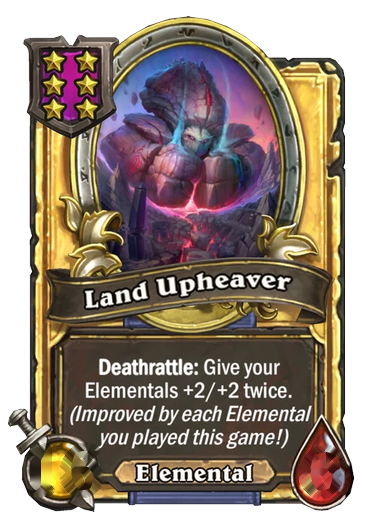 Land Upheaver
Deathrattle: Give your
Elementals +2/+2 twice.
(Improved by each Elemental
you played this game!)
Elemental